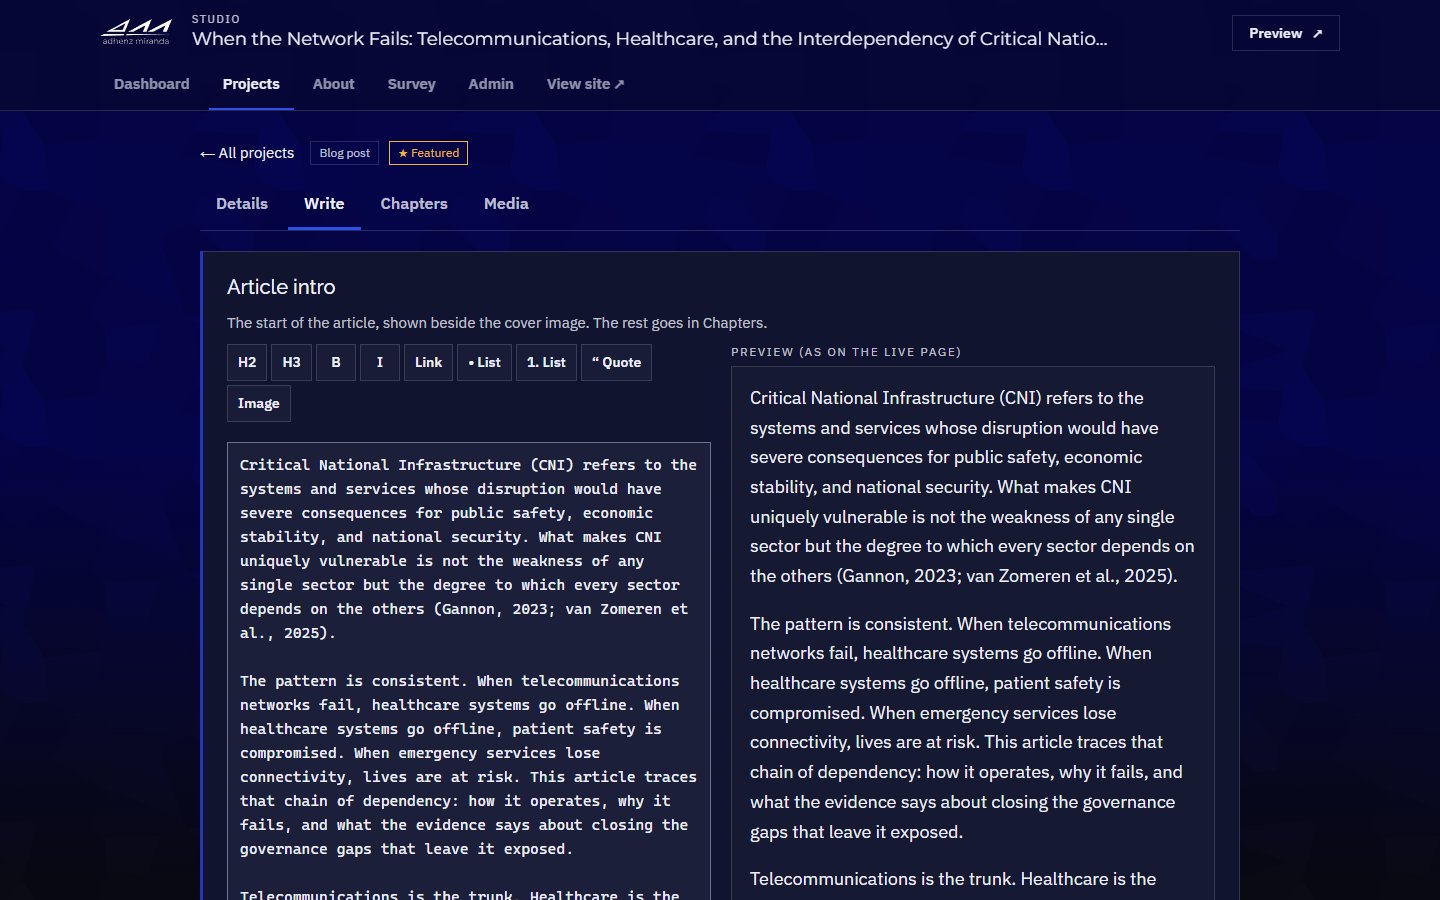 adhenz miranda
STUDIO
When the Network Fails: Telecommunications, Healthcare, and the Interdependency of Critical Natio...
Preview ↗
Dashboard Projects About Survey Admin View site ↗
← All projects Blog post ★ Featured
Details Write Chapters Media
Article intro
The start of the article, shown beside the cover image. The rest goes in Chapters.
H2 H3 B I Link • List 1. List “ Quote
Image
Critical National Infrastructure (CNI) refers to the
systems and services whose disruption would have
severe consequences for public safety, economic
stability, and national security. What makes CNI
uniquely vulnerable is not the weakness of any
single sector but the degree to which every sector
depends on the others (Gannon, 2023; van Zomeren et
al., 2025).
The pattern is consistent. When telecommunications
networks fail, healthcare systems go offline. When
healthcare systems go offline, patient safety is
compromised. When emergency services lose
connectivity, lives are at risk. This article traces
that chain of dependency: how it operates, why it
fails, and what the evidence says about closing the
governance gaps that leave it exposed.
Telecommunications is the trunk. Healthcare is the
PREVIEW (AS ON THE LIVE PAGE)
Critical National Infrastructure (CNI) refers to the
systems and services whose disruption would have
severe consequences for public safety, economic
stability, and national security. What makes CNI
uniquely vulnerable is not the weakness of any single
sector but the degree to which every sector depends on
the others (Gannon, 2023; van Zomeren et al., 2025).
The pattern is consistent. When telecommunications
networks fail, healthcare systems go offline. When
healthcare systems go offline, patient safety is
compromised. When emergency services lose
connectivity, lives are at risk. This article traces that
chain of dependency: how it operates, why it fails, and
what the evidence says about closing the governance
gaps that leave it exposed.
Telecommunications is the trunk. Healthcare is the